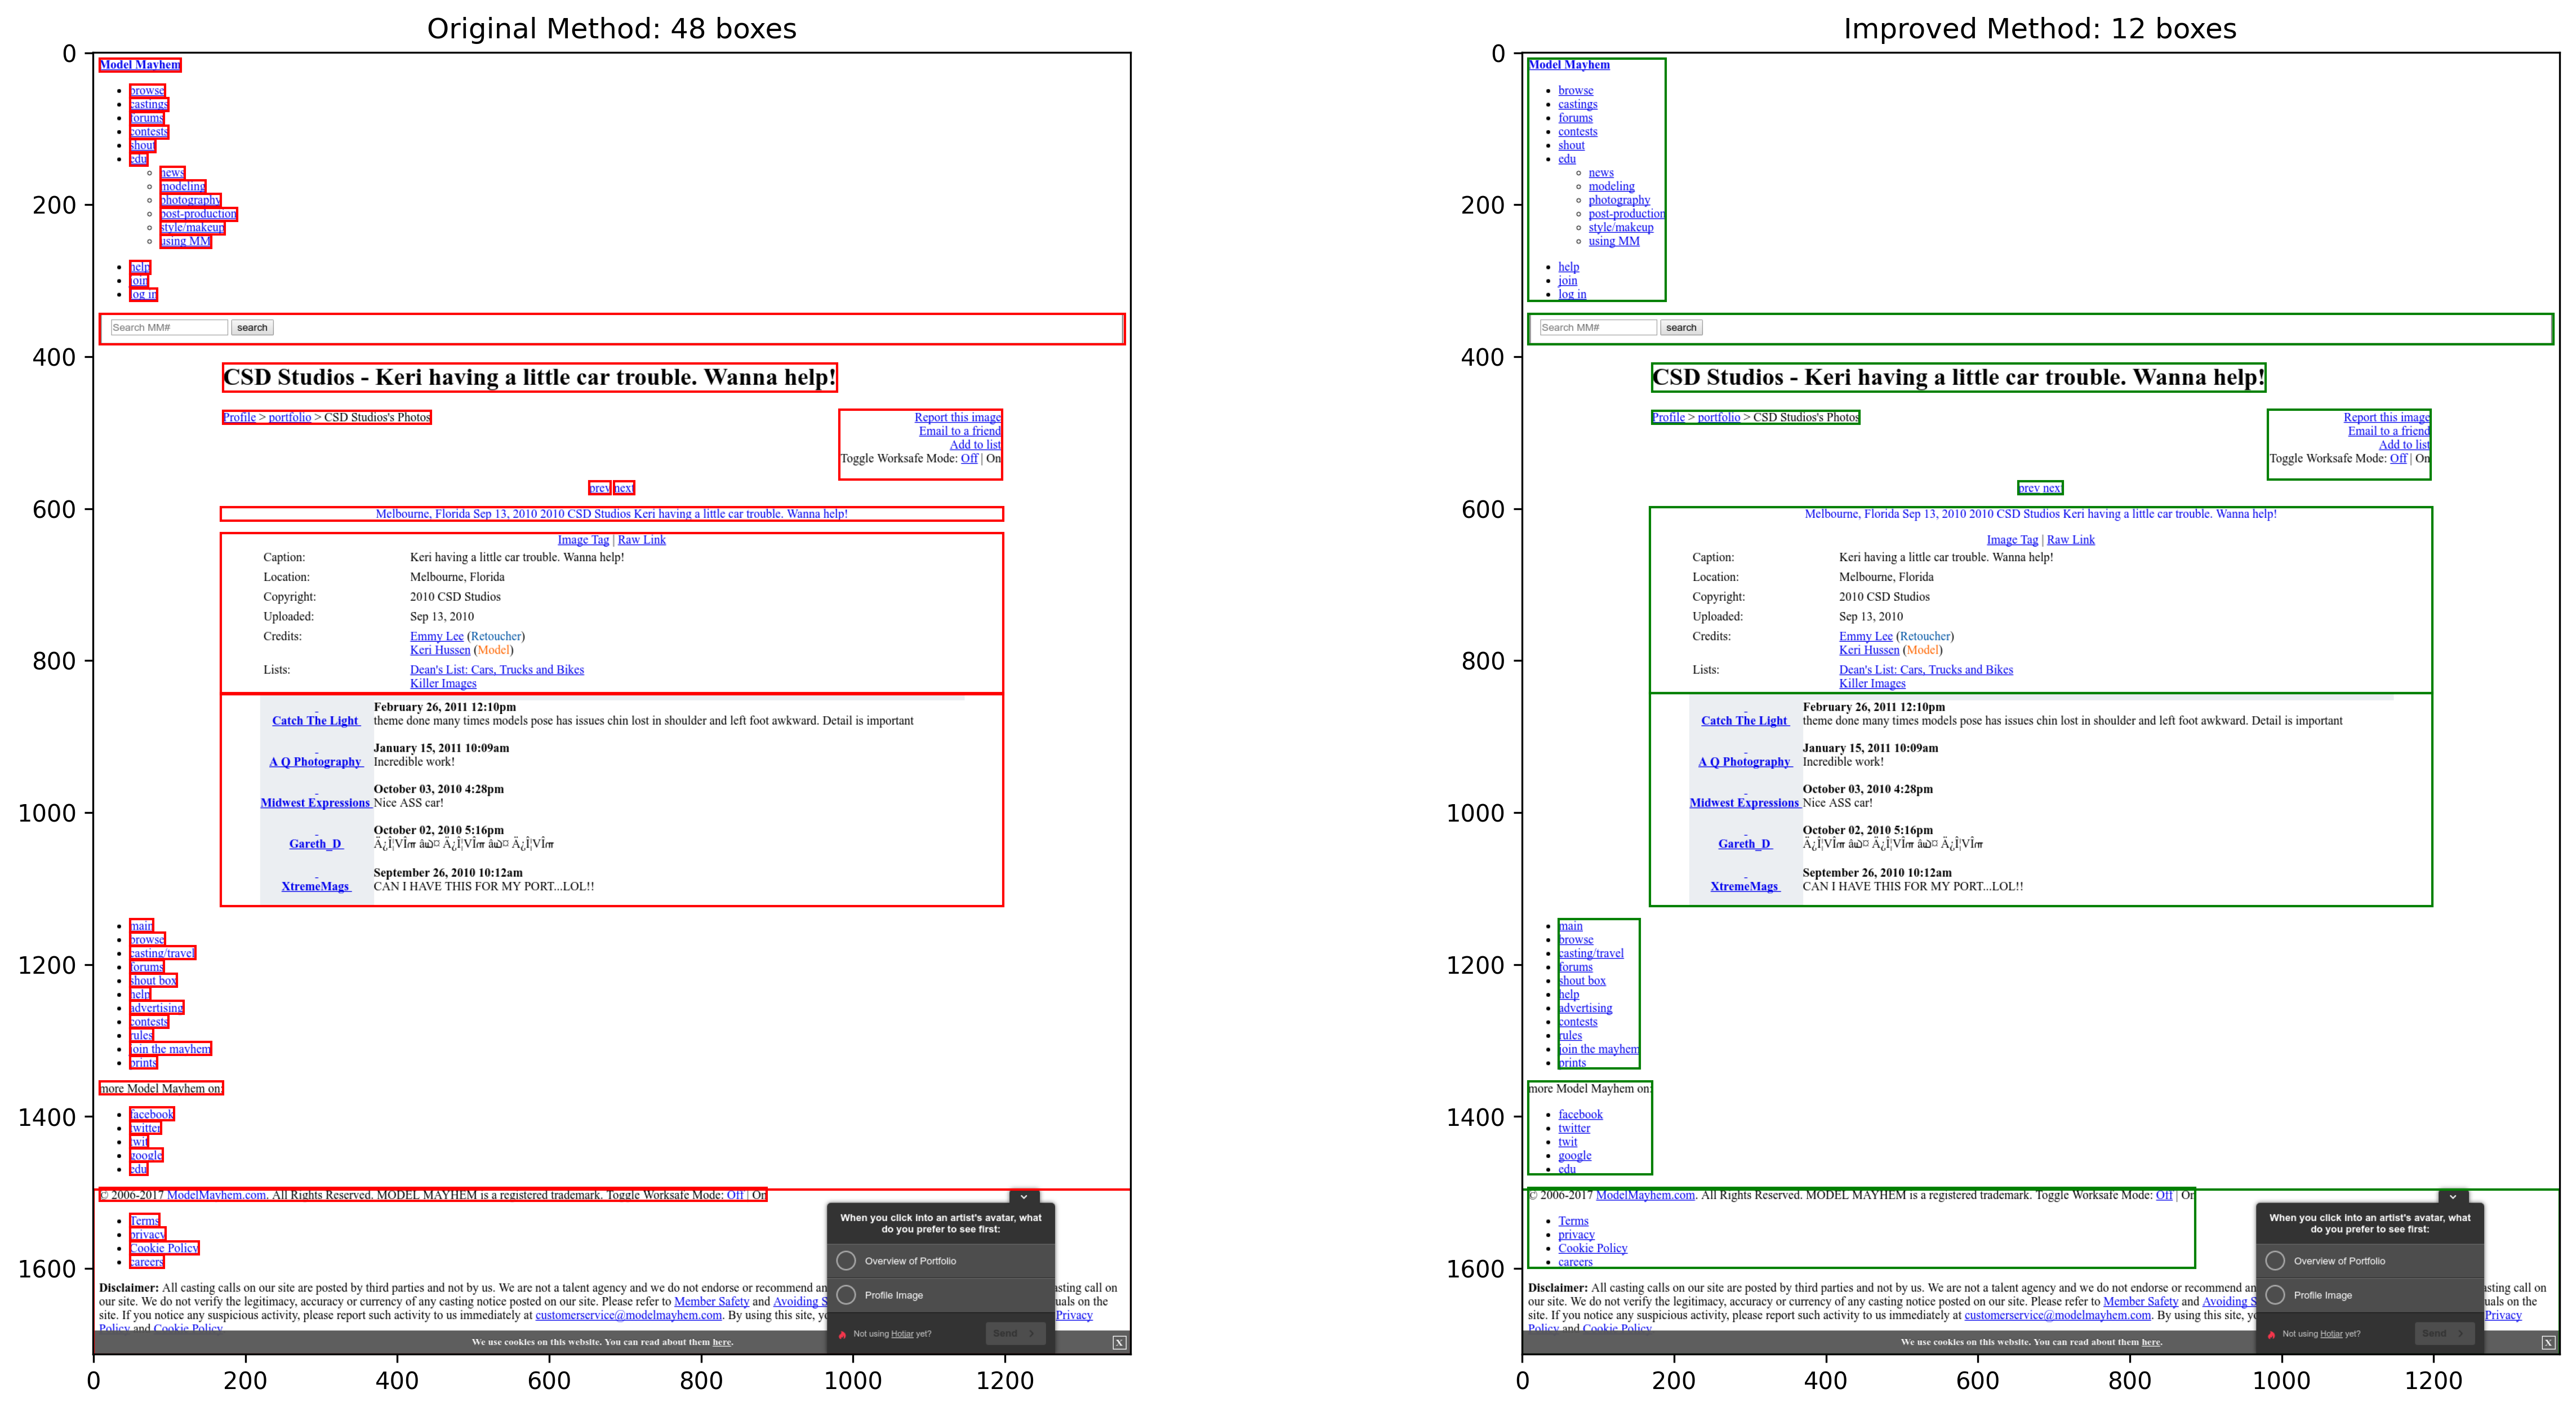 Original Method: 48 boxes
Model Mayhem
browse
castings
forums
contests
shout
edu
news
modeling
photography
post-production
style/makeup
using MM
help
join
log in
Search MM# search
CSD Studios - Keri having a little car trouble. Wanna help!
Profile > portfolio > CSD Studios's Photos
Report this image
Email to a friend
Add to list
Toggle Worksafe Mode: Off | On
prev next
Melbourne, Florida Sep 13, 2010 2010 CSD Studios Keri having a little car trouble. Wanna help!
Image Tag | Raw Link
Caption: Keri having a little car trouble. Wanna help!
Location: Melbourne, Florida
Copyright: 2010 CSD Studios
Uploaded: Sep 13, 2010
Credits: Emmy Lee (Retoucher)
Keri Hussen (Model)
Lists: Dean's List: Cars, Trucks and Bikes
Killer Images
February 26, 2011 12:10pm
Catch The Light theme done many times models pose has issues chin lost in shoulder and left foot awkward. Detail is important
January 15, 2011 10:09am
A Q Photography Incredible work!
October 03, 2010 4:28pm
Midwest Expressions Nice ASS car!
October 02, 2010 5:16pm
Gareth_D
September 26, 2010 10:12am
XtremeMags CAN I HAVE THIS FOR MY PORT...LOL!!
main
browse
casting/travel
forums
shout box
help
advertising
contests
rules
join the mayhem
prints
more Model Mayhem on:
facebook
twitter
twit
google
edu
© 2006-2017 ModelMayhem.com. All Rights Reserved. MODEL MAYHEM is a registered trademark. Toggle Worksafe Mode: Off | On
Terms
privacy
Cookie Policy
careers
Disclaimer: All casting calls on our site are posted by third parties and not by us. We are not a talent agency and we do not endorse or recommend an asting call on
our site. We do not verify the legitimacy, accuracy or currency of any casting notice posted on our site. Please refer to Member Safety and Avoiding S uals on the
site. If you notice any suspicious activity, please report such activity to us immediately at customerservice@modelmayhem.com. By using this site, yo Privacy
Policy and Cookie Policy
When you click into an artist's avatar, what
do you prefer to see first:
Overview of Portfolio
Profile Image
Not using Hotjar yet? Send
We use cookies on this website. You can read about them here. X
0
200
400
600
800
1000
1200
1400
1600
0 200 400 600 800 1000 1200
Improved Method: 12 boxes
Model Mayhem
browse
castings
forums
contests
shout
edu
news
modeling
photography
post-production
style/makeup
using MM
help
join
log in
Search MM# search
CSD Studios - Keri having a little car trouble. Wanna help!
Profile > portfolio > CSD Studios's Photos
Report this image
Email to a friend
Add to list
Toggle Worksafe Mode: Off | On
prev next
Melbourne, Florida Sep 13, 2010 2010 CSD Studios Keri having a little car trouble. Wanna help!
Image Tag | Raw Link
Caption: Keri having a little car trouble. Wanna help!
Location: Melbourne, Florida
Copyright: 2010 CSD Studios
Uploaded: Sep 13, 2010
Credits: Emmy Lee (Retoucher)
Keri Hussen (Model)
Lists: Dean's List: Cars, Trucks and Bikes
Killer Images
February 26, 2011 12:10pm
Catch The Light theme done many times models pose has issues chin lost in shoulder and left foot awkward. Detail is important
January 15, 2011 10:09am
A Q Photography Incredible work!
October 03, 2010 4:28pm
Midwest Expressions Nice ASS car!
October 02, 2010 5:16pm
Gareth_D
September 26, 2010 10:12am
XtremeMags CAN I HAVE THIS FOR MY PORT...LOL!!
main
browse
casting/travel
forums
shout box
help
advertising
contests
rules
join the mayhem
prints
more Model Mayhem on:
facebook
twitter
twit
google
edu
© 2006-2017 ModelMayhem.com. All Rights Reserved. MODEL MAYHEM is a registered trademark. Toggle Worksafe Mode: Off | On
Terms
privacy
Cookie Policy
careers
Disclaimer: All casting calls on our site are posted by third parties and not by us. We are not a talent agency and we do not endorse or recommend an asting call on
our site. We do not verify the legitimacy, accuracy or currency of any casting notice posted on our site. Please refer to Member Safety and Avoiding S uals on the
site. If you notice any suspicious activity, please report such activity to us immediately at customerservice@modelmayhem.com. By using this site, yo Privacy
Policy and Cookie Policy
When you click into an artist's avatar, what
do you prefer to see first:
Overview of Portfolio
Profile Image
Not using Hotjar yet? Send
We use cookies on this website. You can read about them here. X
0
200
400
600
800
1000
1200
1400
1600
0 200 400 600 800 1000 1200